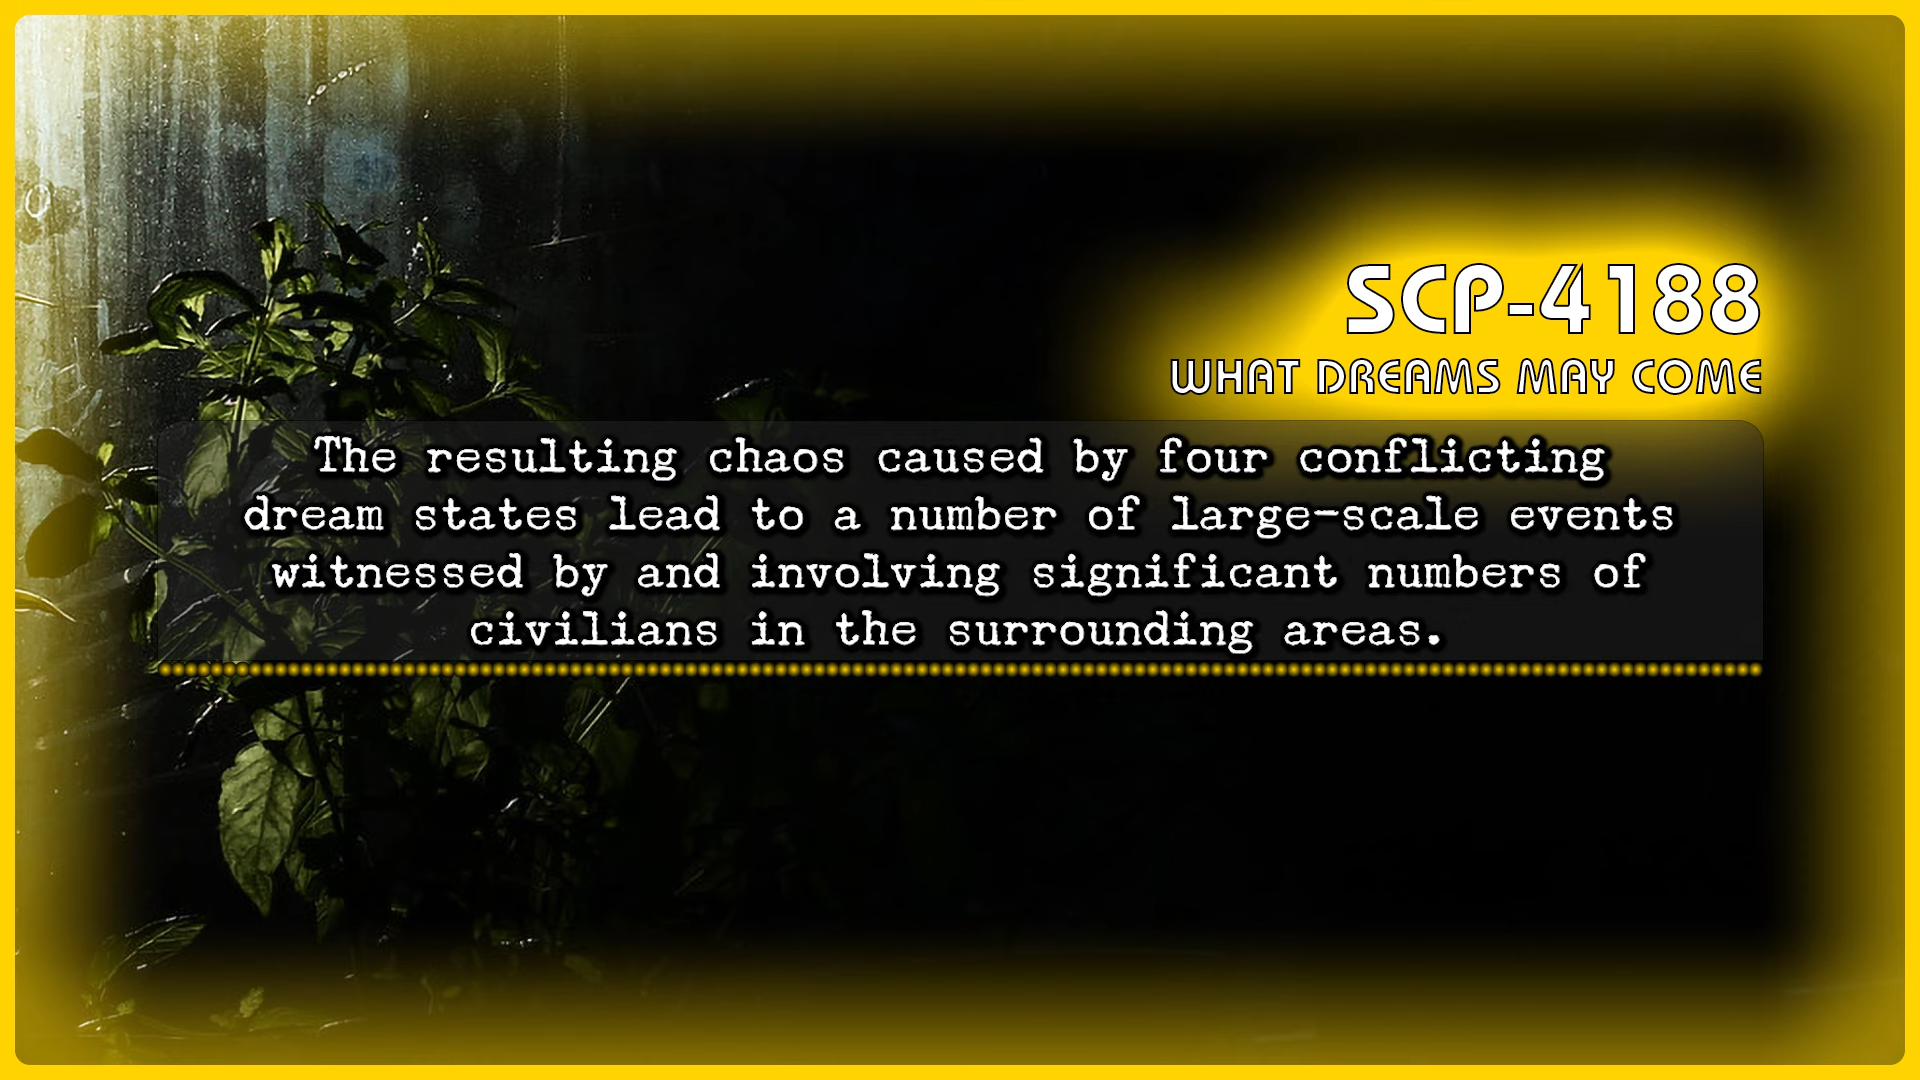 SCP-4188
WHAT DREAMS MAY COME
The resulting chaos caused by four conflicting
dream states lead to a number of large-scale events
witnessed by and involving significant numbers of
civilians in the surrounding areas.